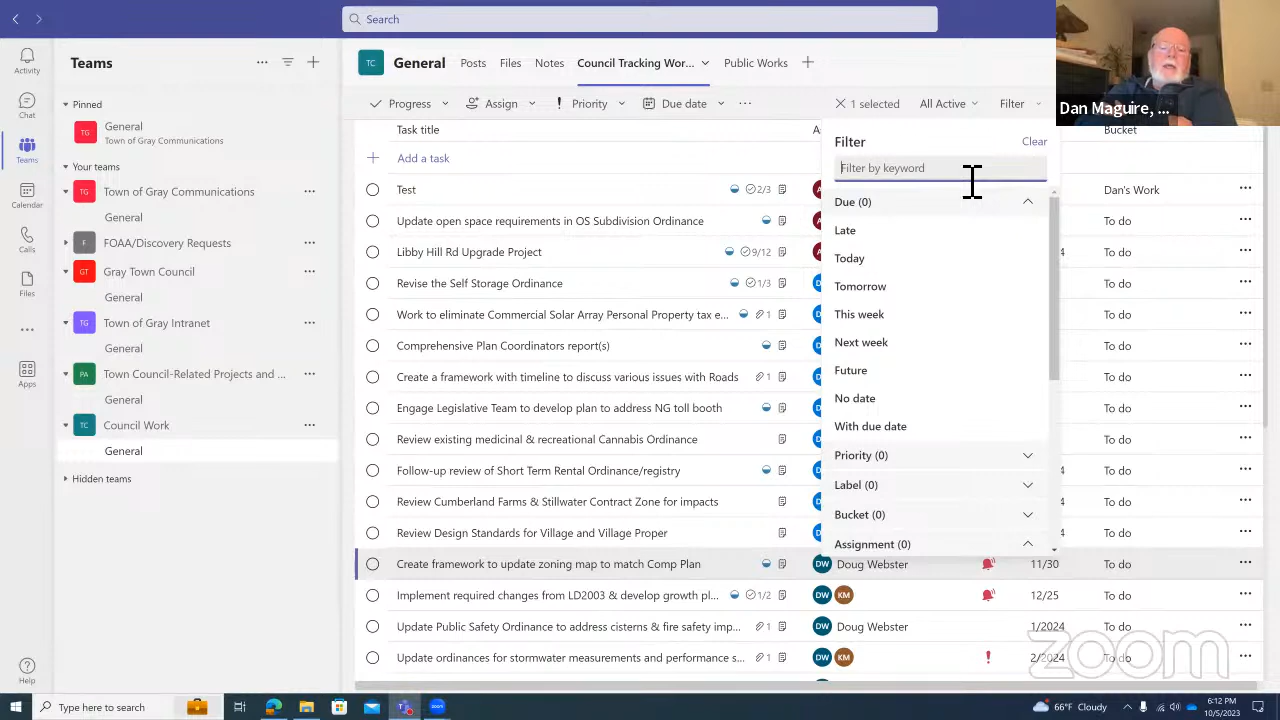 Search
Activity
Chat
Teams
Calendar
Calls
Files
Apps
Help
Teams
Pinned
TG General
Town of Gray Communications
Your teams
TG Town of Gray Communications
General
F FOAA/Discovery Requests
GT Gray Town Council
General
TG Town of Gray Intranet
General
PA Town Council-Related Projects and ...
General
TC Council Work
General
Hidden teams
TC General Posts Files Notes Council Tracking Wor... Public Works
Progress Assign Priority Due date ... 1 selected All Active Filter
Task title As Bucket
Add a task
Test 2/3 A Dan's Work
Update open space requirements in OS Subdivision Ordinance A To do
Libby Hill Rd Upgrade Project 9/12 A 4 To do
Revise the Self Storage Ordinance 1/3 D To do
Work to eliminate Commercial Solar Array Personal Property tax e... 1 D To do
Comprehensive Plan Coordinators report(s) D To do
Create a framework with timeline to discuss various issues with Roads 1 D To do
Engage Legislative Team to develop plan to address NG toll booth D To do
Review existing medicinal & recreational Cannabis Ordinance D To do
Follow-up review of Short Term Rental Ordinance/registry D To do
Review Cumberland Farms & Stillwater Contract Zone for impacts D To do
Review Design Standards for Village and Village Proper D To do
Create framework to update zoning map to match Comp Plan DW Doug Webster 11/30 To do
Implement required changes from LD2003 & develop growth pl... 1/2 DW KM 12/25 To do
Update Public Safety Ordinance to address cisterns & fire safety imp... 1 DW Doug Webster 1/2024 To do
Update ordinances for stormwater measurements and performance s... 1 DW KM 2/2024 To do
Filter Clear
Filter by keyword
Due (0)
Late
Today
Tomorrow
This week
Next week
Future
No date
With due date
Priority (0)
Label (0)
Bucket (0)
Assignment (0)
Dan Maguire, ...
zoom
Type here to search
zoom
66°F Cloudy
6:12 PM
10/5/2023